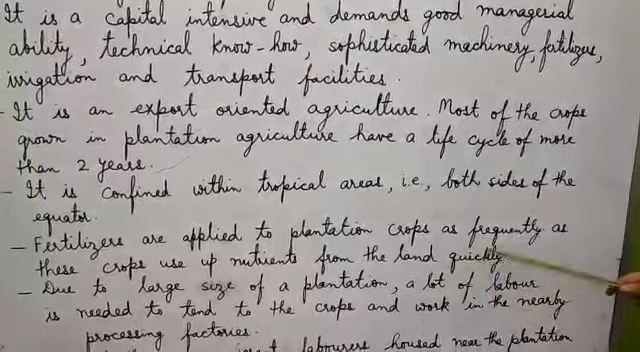 It is a capital intensive and demands good managerial
ability, technical know-how, sophisticated machinery, fertilizers,
irrigation and transport facilities.
- It is an export oriented agriculture. Most of the crops
grown in plantation agriculture have a life cycle of more
than 2 years.
- It is confined within tropical areas, i.e., both sides of the
equator.
- Fertilizers are applied to plantation crops as frequently as
these crops use up nutrients from the land quickly
- Due to large size of a plantation, a lot of labour
is needed to tend to the crops and work in the nearby
processing factories.
labourers housed near the plantation